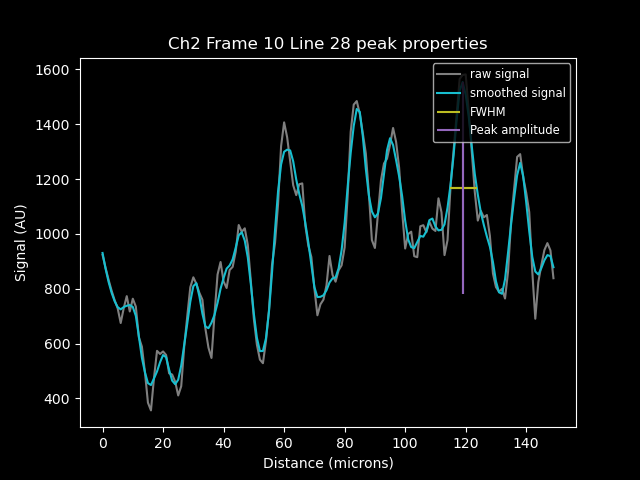 Ch2 Frame 10 Line 28 peak properties
raw signal
smoothed signal
FWHM
Peak amplitude
Signal (AU)
1600
1400
1200
1000
800
600
400
0 20 40 60 80 100 120 140
Distance (microns)